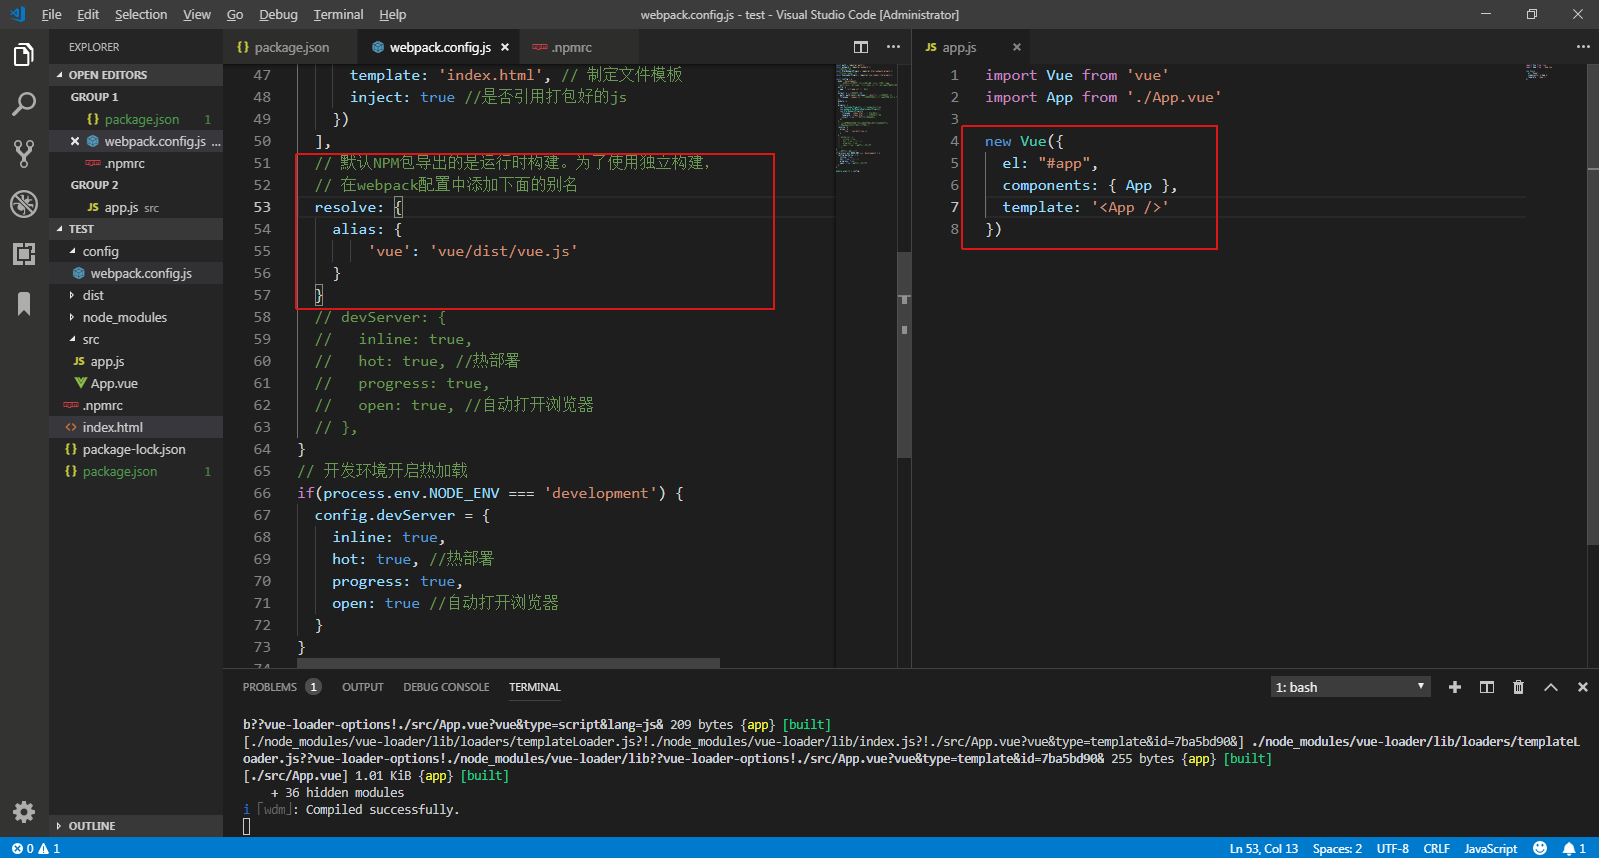 File Edit Selection View Go Debug Terminal Help
webpack.config.js - test - Visual Studio Code [Administrator]
EXPLORER
OPEN EDITORS
GROUP 1
{} package.json 1
webpack.config.js ...
.npmrc
GROUP 2
JS app.js src
TEST
config
webpack.config.js
dist
node_modules
src
JS app.js
App.vue
.npmrc
<> index.html
{} package-lock.json
{} package.json 1
OUTLINE
{} package.json webpack.config.js × .npmrc
47 template: 'index.html', // 制定文件模板
48 inject: true //是否引用打包好的js
49 })
50 ],
51 // 默认NPM包导出的是运行时构建。为了使用独立构建，
52 // 在webpack配置中添加下面的别名
53 resolve: {
54 alias: {
55 'vue': 'vue/dist/vue.js'
56 }
57 }
58 // devServer: {
59 // inline: true,
60 // hot: true, //热部署
61 // progress: true,
62 // open: true, //自动打开浏览器
63 // },
64 }
65 // 开发环境开启热加载
66 if(process.env.NODE_ENV === 'development') {
67 config.devServer = {
68 inline: true,
69 hot: true, //热部署
70 progress: true,
71 open: true //自动打开浏览器
72 }
73 }
74
JS app.js ×
1 import Vue from 'vue'
2 import App from './App.vue'
3
4 new Vue({
5 el: "#app",
6 components: { App },
7 template: '<App />'
8 })
PROBLEMS 1 OUTPUT DEBUG CONSOLE TERMINAL
1: bash
b??vue-loader-options!./src/App.vue?vue&type=script&lang=js& 209 bytes {app} [built]
[./node_modules/vue-loader/lib/loaders/templateLoader.js?!./node_modules/vue-loader/lib/index.js?!./src/App.vue?vue&type=template&id=7ba5bd90&] ./node_modules/vue-loader/lib/loaders/templateL
oader.js??vue-loader-options!./node_modules/vue-loader/lib??vue-loader-options!./src/App.vue?vue&type=template&id=7ba5bd90& 255 bytes {app} [built]
[./src/App.vue] 1.01 KiB {app} [built]
+ 36 hidden modules
i ｢wdm｣: Compiled successfully.
0 1
Ln 53, Col 13 Spaces: 2 UTF-8 CRLF JavaScript 1